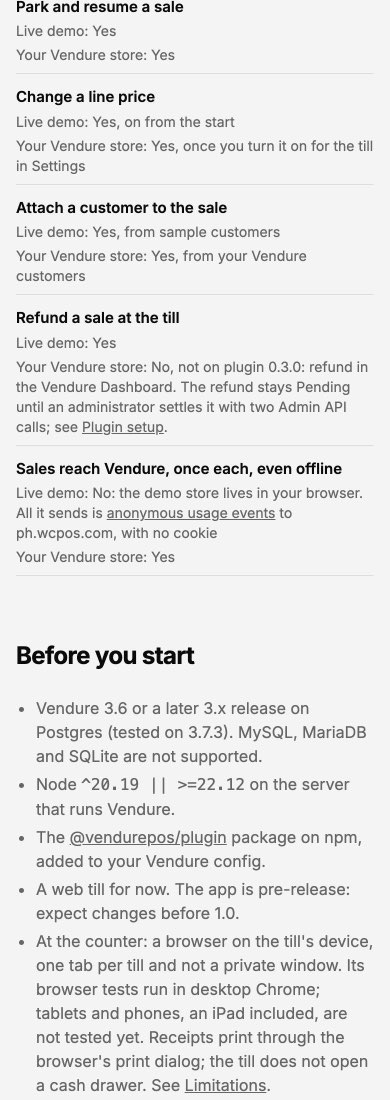 Park and resume a sale
Live demo: Yes
Your Vendure store: Yes
Change a line price
Live demo: Yes, on from the start
Your Vendure store: Yes, once you turn it on for the till
in Settings
Attach a customer to the sale
Live demo: Yes, from sample customers
Your Vendure store: Yes, from your Vendure
customers
Refund a sale at the till
Live demo: Yes
Your Vendure store: No, not on plugin 0.3.0: refund in
the Vendure Dashboard. The refund stays Pending
until an administrator settles it with two Admin API
calls; see Plugin setup.
Sales reach Vendure, once each, even offline
Live demo: No: the demo store lives in your browser.
All it sends is anonymous usage events to
ph.wcpos.com, with no cookie
Your Vendure store: Yes
Before you start
• Vendure 3.6 or a later 3.x release on
Postgres (tested on 3.7.3). MySQL, MariaDB
and SQLite are not supported.
• Node ^20.19 || >=22.12 on the server
that runs Vendure.
• The @vendurepos/plugin package on npm,
added to your Vendure config.
• A web till for now. The app is pre-release:
expect changes before 1.0.
• At the counter: a browser on the till's device,
one tab per till and not a private window. Its
browser tests run in desktop Chrome;
tablets and phones, an iPad included, are
not tested yet. Receipts print through the
browser's print dialog; the till does not open
a cash drawer. See Limitations.